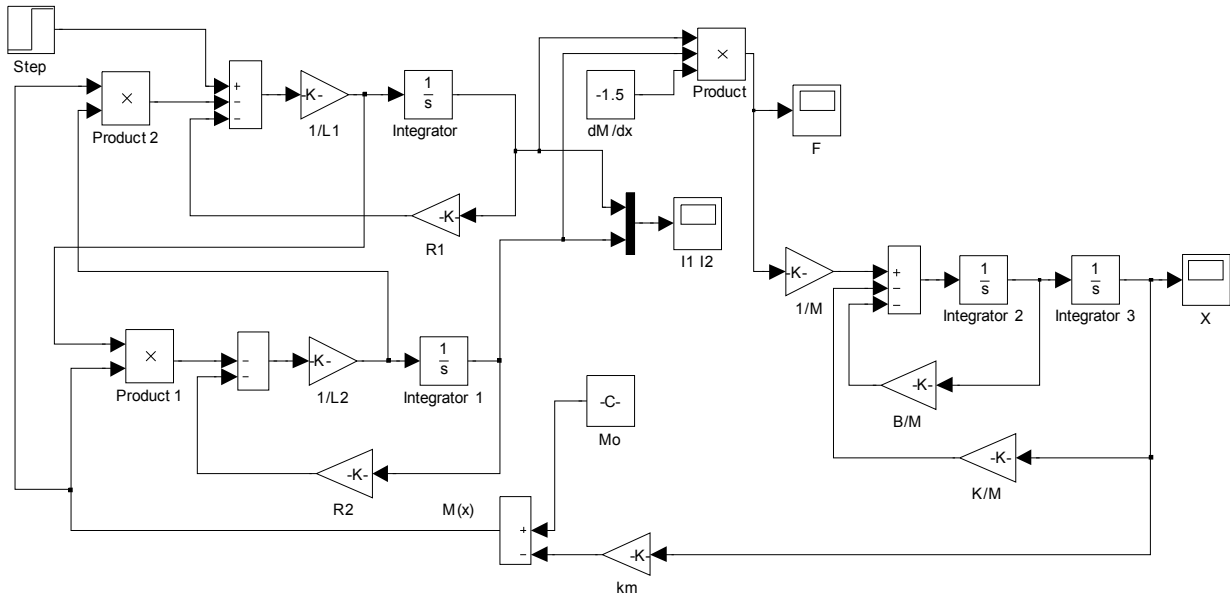 Step
×
Product 2
+
−
−
-K-
1/L1
1
s
Integrator
-K-
R1
-1.5
dM /dx
×
Product
F
I1 I2
×
Product 1
−
−
-K-
1/L2
1
s
Integrator 1
-K-
R2
-C-
Mo
M(x)
+
−
-K-
km
-K-
1/M
+
−
−
1
s
Integrator 2
1
s
Integrator 3
X
-K-
B/M
-K-
K/M